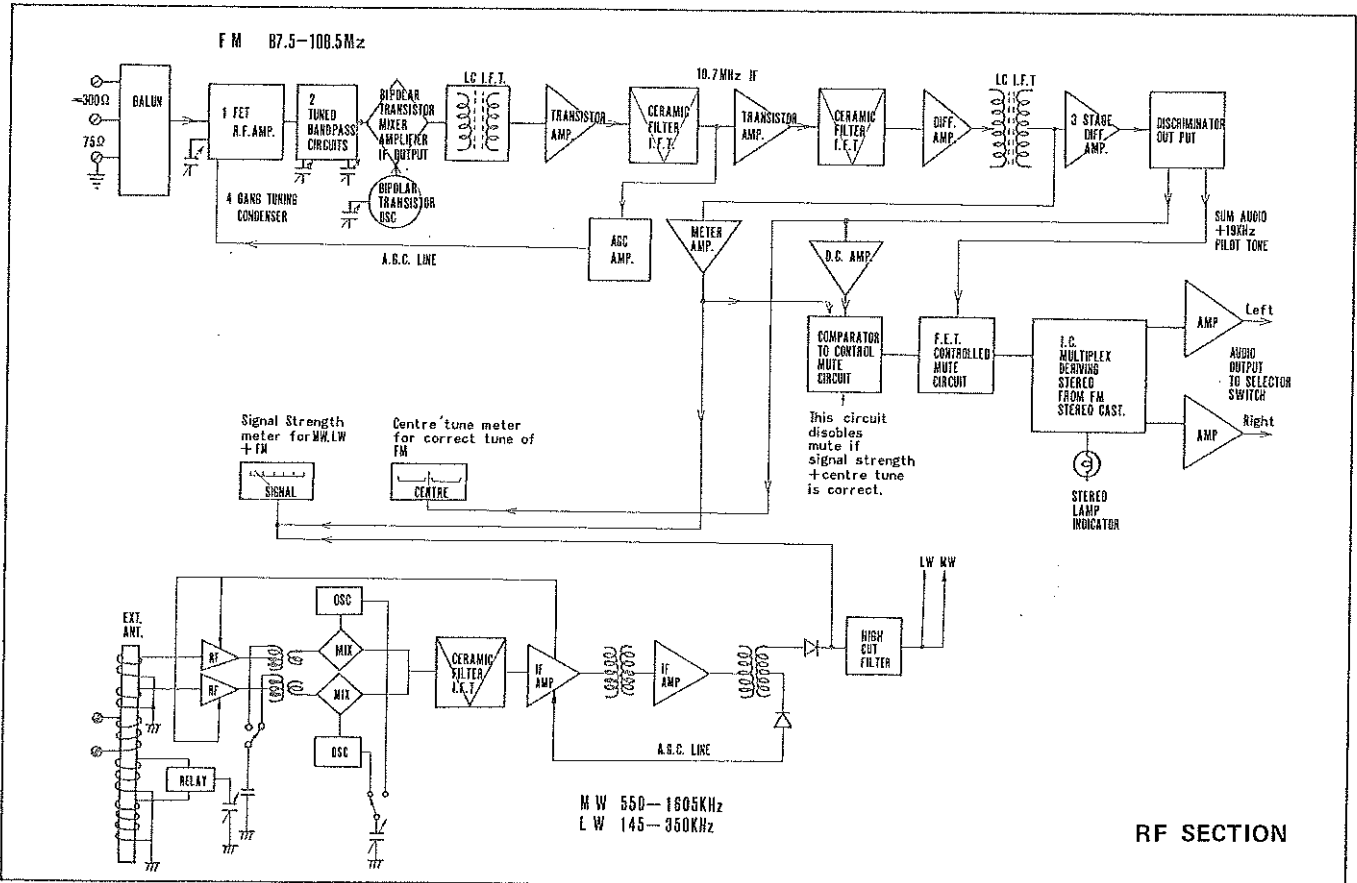 FM 87.5–108.5Mz
≈300Ω
75Ω
BALUN
1 FET
R.F. AMP.
2
TUNED
BANDPASS
CIRCUITS
BIPOLAR
TRANSISTOR
MIXER
AMPLIFIER
IF OUTPUT
BIPOLAR
TRANSISTOR
OSC
4 GANG TUNING
CONDENSER
LC I.F.T.
TRANSISTOR
AMP.
10.7MHz IF
CERAMIC
FILTER
I.F.T.
TRANSISTOR
AMP.
CERAMIC
FILTER
I.F.T.
DIFF.
AMP.
LC I.F.T
3 STAGE
DIFF.
AMP.
DISCRIMINATOR
OUT PUT
A.G.C. LINE
AGC
AMP.
METER
AMP.
D.C. AMP.
SUM AUDIO
+19KHz
PILOT TONE
COMPARATOR
TO CONTROL
MUTE
CIRCUIT
F.E.T.
CONTROLLED
MUTE
CIRCUIT
I.C.
MULTIPLEX
DERIVING
STEREO
FROM FM
STEREO CAST.
AMP
Left
AUDIO
OUTPUT
TO SELECTOR
SWITCH
AMP
Right
This circuit
disobles
mute if
signal strength
+centre tune
is correct.
STEREO
LAMP
INDICATOR
Signal Strength
meter for MW,LW
+ FM
SIGNAL
Centre tune meter
for correct tune of
FM
CENTRE
LW MW
EXT.
ANT.
RF
RF
OSC
MIX
MIX
OSC
RELAY
CERAMIC
FILTER
I.F.T.
IF
AMP
IF
AMP
HIGH
CUT
FILTER
A.G.C. LINE
MW 550–1605KHz
LW 145–350KHz
RF SECTION